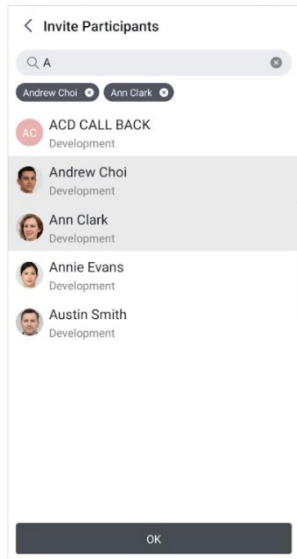 Invite Participants
A
Andrew Choi
Ann Clark
AC
ACD CALL BACK
Development
Andrew Choi
Development
Ann Clark
Development
Annie Evans
Development
Austin Smith
Development
OK